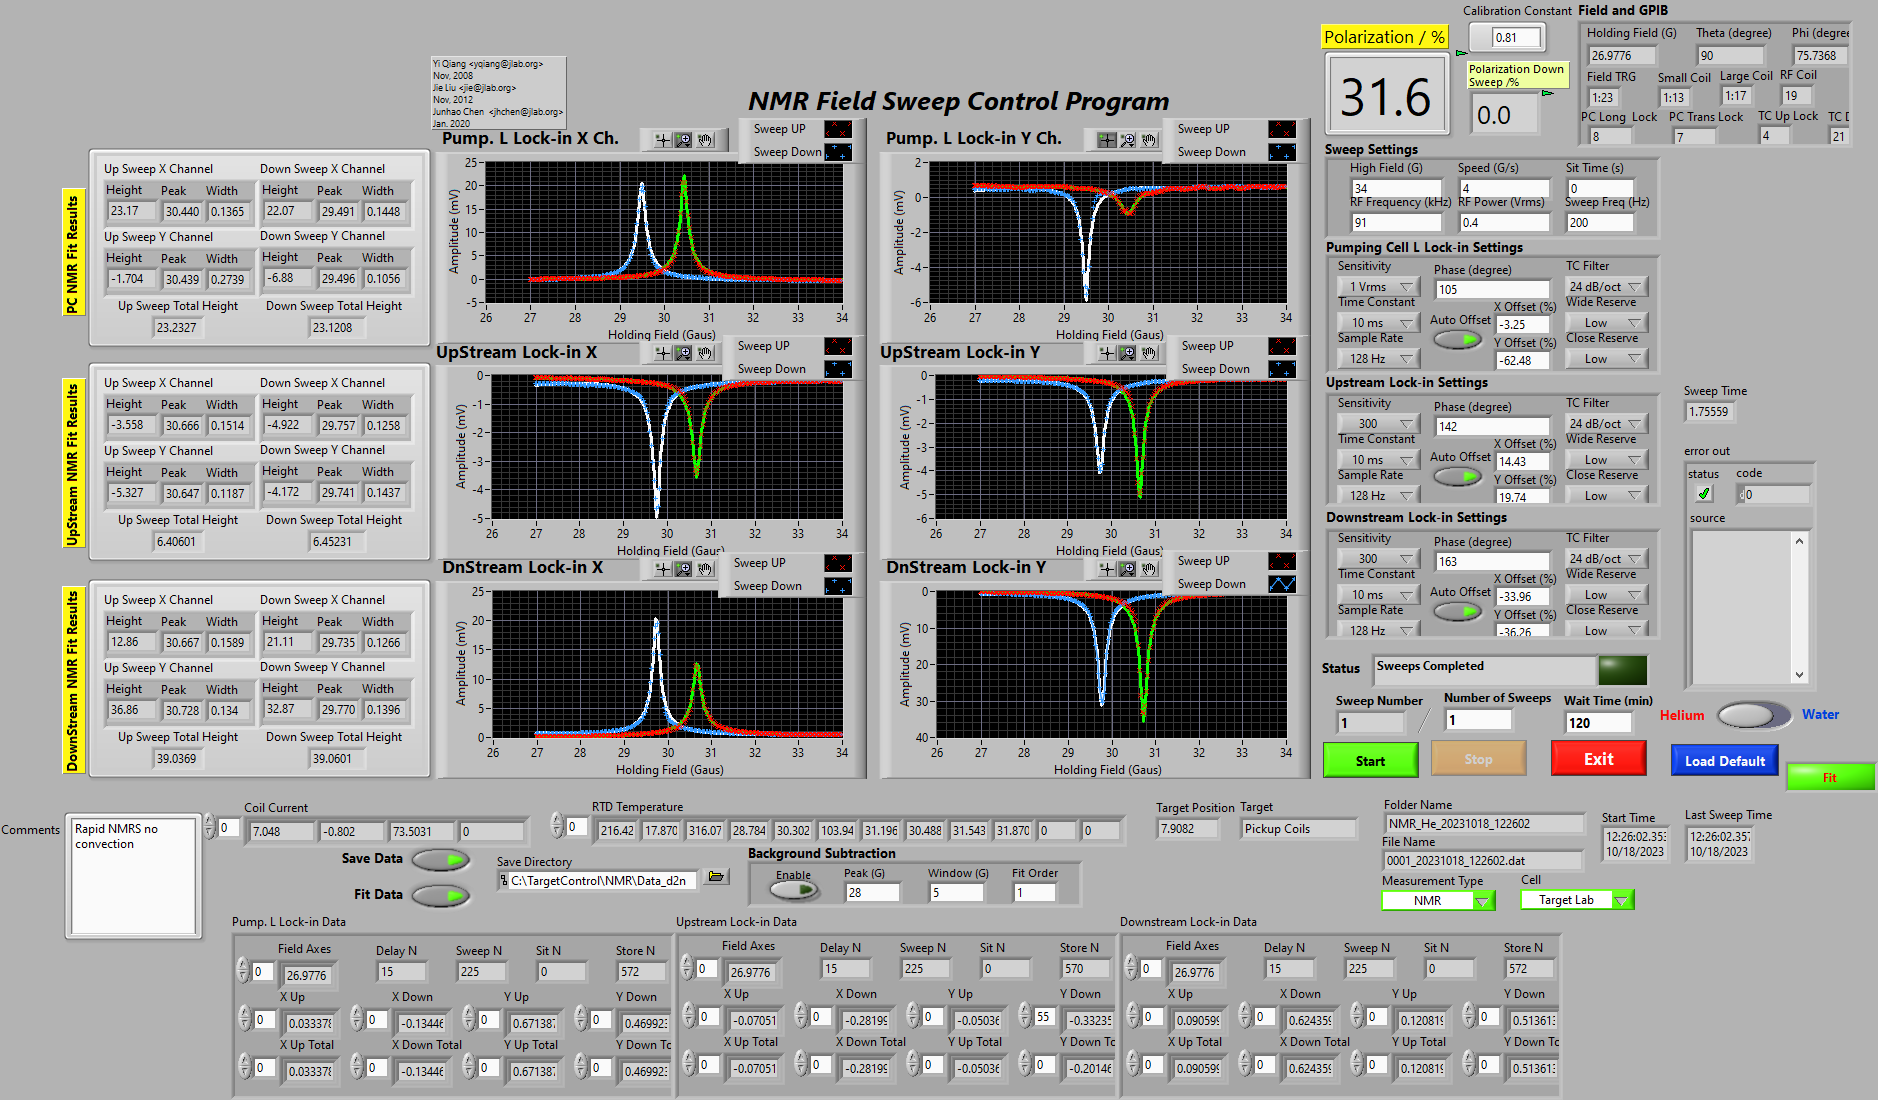 Calibration Constant
0.81
Field and GPIB
Polarization / %
31.6
Polarization Down
Sweep /%
0.0
Holding Field (G)
Theta (degree)
Phi (degree
26.9776
90
75.7368
Field TRG
Small Coil
Large Coil
RF Coil
1:23
1:13
1:17
19
PC Long Lock
PC Trans Lock
TC Up Lock
8
7
4
21
Yi Qiang <yqiang@jlab.org>
Nov, 2008
Jie Liu <jie@jlab.org>
Nov, 2012
Junhao Chen <jhchen@jlab.org>
Jan. 2020
NMR Field Sweep Control Program
PC NMR Fit Results
Up Sweep X Channel
Down Sweep X Channel
Height Peak Width
Height Peak Width
23.17 30.440 0.1365
22.07 29.491 0.1448
Up Sweep Y Channel
Down Sweep Y Channel
Height Peak Width
Height Peak Width
-1.704 30.439 0.2739
-6.88 29.496 0.1056
Up Sweep Total Height
Down Sweep Total Height
23.2327
23.1208
UpStream NMR Fit Results
Up Sweep X Channel
Down Sweep X Channel
Height Peak Width
Height Peak Width
-3.558 30.666 0.1514
-4.922 29.757 0.1258
Up Sweep Y Channel
Down Sweep Y Channel
Height Peak Width
Height Peak Width
-5.327 30.647 0.1187
-4.172 29.741 0.1437
Up Sweep Total Height
Down Sweep Total Height
6.40601
6.45231
DownStream NMR Fit Results
Up Sweep X Channel
Down Sweep X Channel
Height Peak Width
Height Peak Width
12.86 30.667 0.1589
21.11 29.735 0.1266
Up Sweep Y Channel
Down Sweep Y Channel
Height Peak Width
Height Peak Width
36.86 30.728 0.134
32.87 29.770 0.1396
Up Sweep Total Height
Down Sweep Total Height
39.0369
39.0601
Pump. L Lock-in X Ch.
Sweep UP
Sweep Down
Amplitude (mV)
25
20
15
10
5
0
-5
26 27 28 29 30 31 32 33 34
Holding Field (Gaus)
Pump. L Lock-in Y Ch.
Sweep UP
Sweep Down
Amplitude (mV)
2
0
-2
-4
-6
26 27 28 29 30 31 32 33 34
Holding Field (Gaus)
UpStream Lock-in X
Sweep UP
Sweep Down
Amplitude (mV)
0
-1
-2
-3
-4
-5
26 27 28 29 30 31 32 33 34
Holding Field (Gaus)
UpStream Lock-in Y
Sweep UP
Sweep Down
Amplitude (mV)
0
-1
-2
-3
-4
-5
-6
26 27 28 29 30 31 32 33 34
Holding Field (Gaus)
DnStream Lock-in X
Sweep UP
Sweep Down
Amplitude (mV)
25
20
15
10
5
0
26 27 28 29 30 31 32 33 34
Holding Field (Gaus)
DnStream Lock-in Y
Sweep UP
Sweep Down
Amplitude (mV)
0
10
20
30
40
26 27 28 29 30 31 32 33 34
Holding Field (Gaus)
Sweep Settings
High Field (G)
Speed (G/s)
Sit Time (s)
34
4
0
RF Frequency (kHz)
RF Power (Vrms)
Sweep Freq (Hz)
91
0.4
200
Pumping Cell L Lock-in Settings
Sensitivity
Phase (degree)
TC Filter
1 Vrms
105
24 dB/oct
Time Constant
X Offset (%)
Wide Reserve
10 ms
Auto Offset
-3.25
Low
Sample Rate
Y Offset (%)
Close Reserve
128 Hz
-62.48
Low
Upstream Lock-in Settings
Sensitivity
Phase (degree)
TC Filter
300
142
24 dB/oct
Time Constant
X Offset (%)
Wide Reserve
10 ms
Auto Offset
14.43
Low
Sample Rate
Y Offset (%)
Close Reserve
128 Hz
19.74
Low
Downstream Lock-in Settings
Sensitivity
Phase (degree)
TC Filter
300
163
24 dB/oct
Time Constant
X Offset (%)
Wide Reserve
10 ms
Auto Offset
-33.96
Low
Sample Rate
Y Offset (%)
Close Reserve
128 Hz
-36.26
Low
Sweep Time
1.75559
error out
status
code
0
source
Status
Sweeps Completed
Sweep Number
Number of Sweeps
Wait Time (min)
1
/
1
120
Helium
Water
Start
Stop
Exit
Load Default
Fit
Comments
Rapid NMRS no
convection
Coil Current
0
7.048
-0.802
73.5031
0
RTD Temperature
0
216.42
17.870
316.07
28.784
30.302
103.94
31.196
30.488
31.543
31.870
0
0
Target Position
7.9082
Target
Pickup Coils
Save Data
Fit Data
Save Directory
C:\TargetControl\NMR\Data_d2n
Background Subtraction
Enable
Peak (G)
Window (G)
Fit Order
28
5
1
Folder Name
NMR_He_20231018_122602
File Name
0001_20231018_122602.dat
Measurement Type
NMR
Cell
Target Lab
Start Time
12:26:02.353
10/18/2023
Last Sweep Time
12:26:02.357
10/18/2023
Pump. L Lock-in Data
Field Axes
Delay N
Sweep N
Sit N
Store N
0
26.9776
15
225
0
572
X Up
X Down
Y Up
Y Down
0
0.033378
0
-0.13446
0
0.671387
0
0.469923
X Up Total
X Down Total
Y Up Total
Y Down To
0
0.033378
0
-0.13446
0
0.671387
0
0.469923
Upstream Lock-in Data
Field Axes
Delay N
Sweep N
Sit N
Store N
0
26.9776
15
225
0
570
X Up
X Down
Y Up
Y Down
0
-0.07051
0
-0.28199
0
-0.05036
55
-0.33235
X Up Total
X Down Total
Y Up Total
Y Down To
0
-0.07051
0
-0.28199
0
-0.05036
0
-0.20146
Downstream Lock-in Data
Field Axes
Delay N
Sweep N
Sit N
Store N
0
26.9776
15
225
0
572
X Up
X Down
Y Up
Y Down
0
0.090599
0
0.624359
0
0.120819
0
0.513613
X Up Total
X Down Total
Y Up Total
Y Down To
0
0.090599
0
0.624359
0
0.120819
0
0.513613